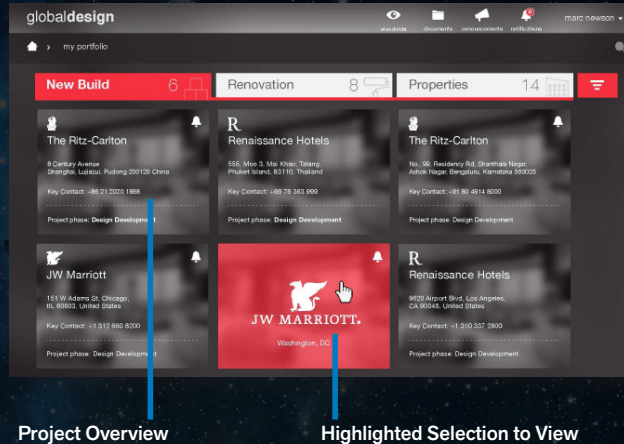 globaldesign
standards documents announcements notifications marc newson
my portfolio
New Build 6
Renovation 8
Properties 14
The Ritz-Carlton
8 Century Avenue
Shanghai, Lujiazui, Pudong 200120 China
Key Contact: +86 21 2020 1888
Project phase: Design Development
R
Renaissance Hotels
555, Moo 3, Mai Khao, Talang,
Phuket Island, 83110, Thailand
Key Contact: +66 76 363 999
Project phase: Design Development
The Ritz-Carlton
No., 99, Residency Rd, Shanthala Nagar,
Ashok Nagar, Bengaluru, Karnataka 560025
Key Contact: +91 80 4914 8000
Project phase: Design Development
JW Marriott
151 W Adams St, Chicago,
IL 60603, United States
Key Contact: +1 312 660 8200
Project phase: Design Development
JW MARRIOTT.
Washington, DC
R
Renaissance Hotels
9620 Airport Blvd, Los Angeles,
CA 90045, United States
Key Contact: +1 310 337 2800
Project phase: Design Development
Project Overview
Highlighted Selection to View